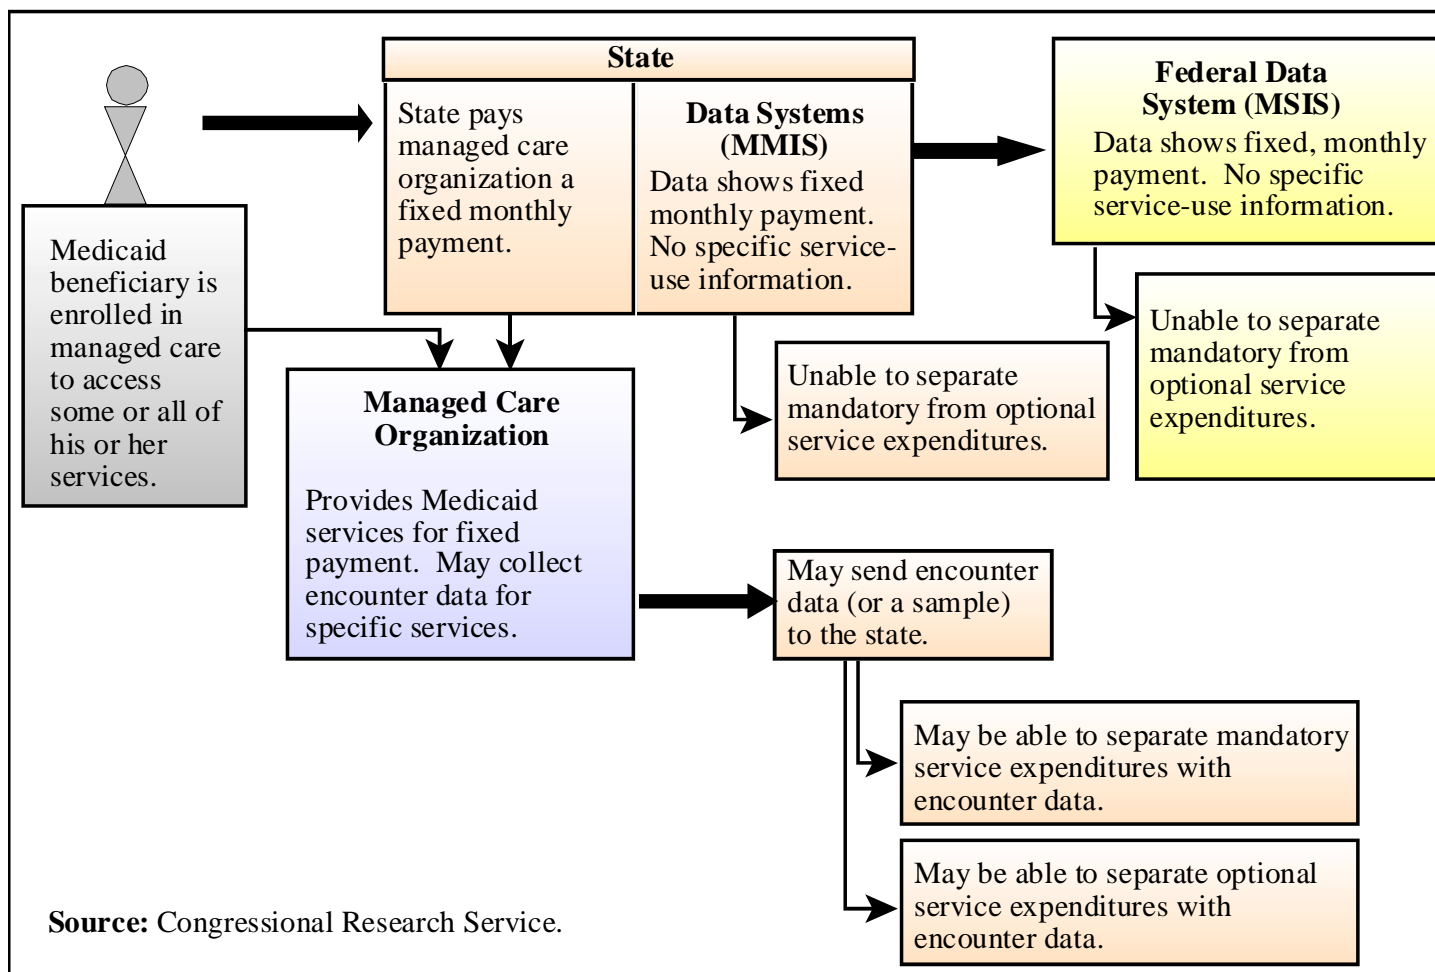 State
State pays
managed care
organization a
fixed monthly
payment.
Data Systems
(MMIS)
Data shows fixed
monthly payment.
No specific service-
use information.
Federal Data
System (MSIS)
Data shows fixed, monthly
payment.  No specific
service-use information.
Medicaid
beneficiary is
enrolled in
managed care
to access
some or all of
his or her
services.
Unable to separate
mandatory from optional
service expenditures.
Unable to separate
mandatory from
optional service
expenditures.
Managed Care
Organization
Provides Medicaid
services for fixed
payment.  May collect
encounter data for
specific services.
May send encounter
data (or a sample)
to the state.
May be able to separate mandatory
service expenditures with
encounter data.
May be able to separate optional
service expenditures with
encounter data.
Source: Congressional Research Service.